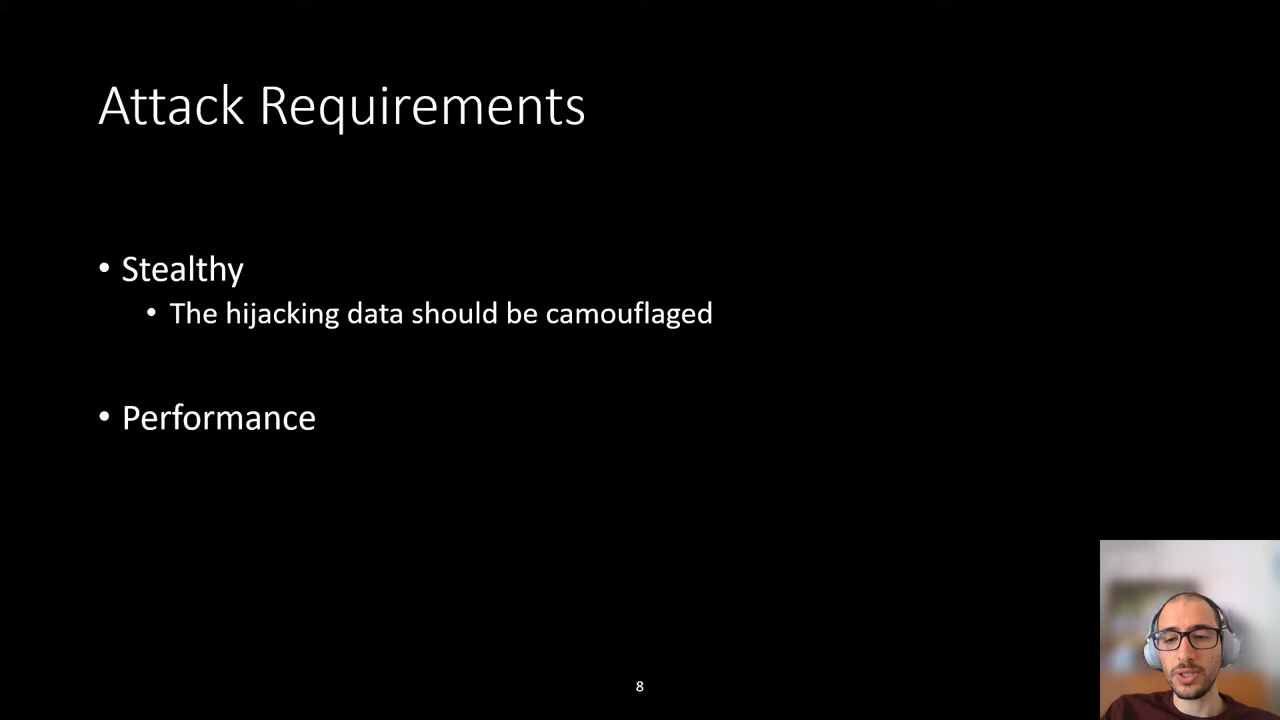 Attack Requirements
• Stealthy
• The hijacking data should be camouflaged
• Performance
8